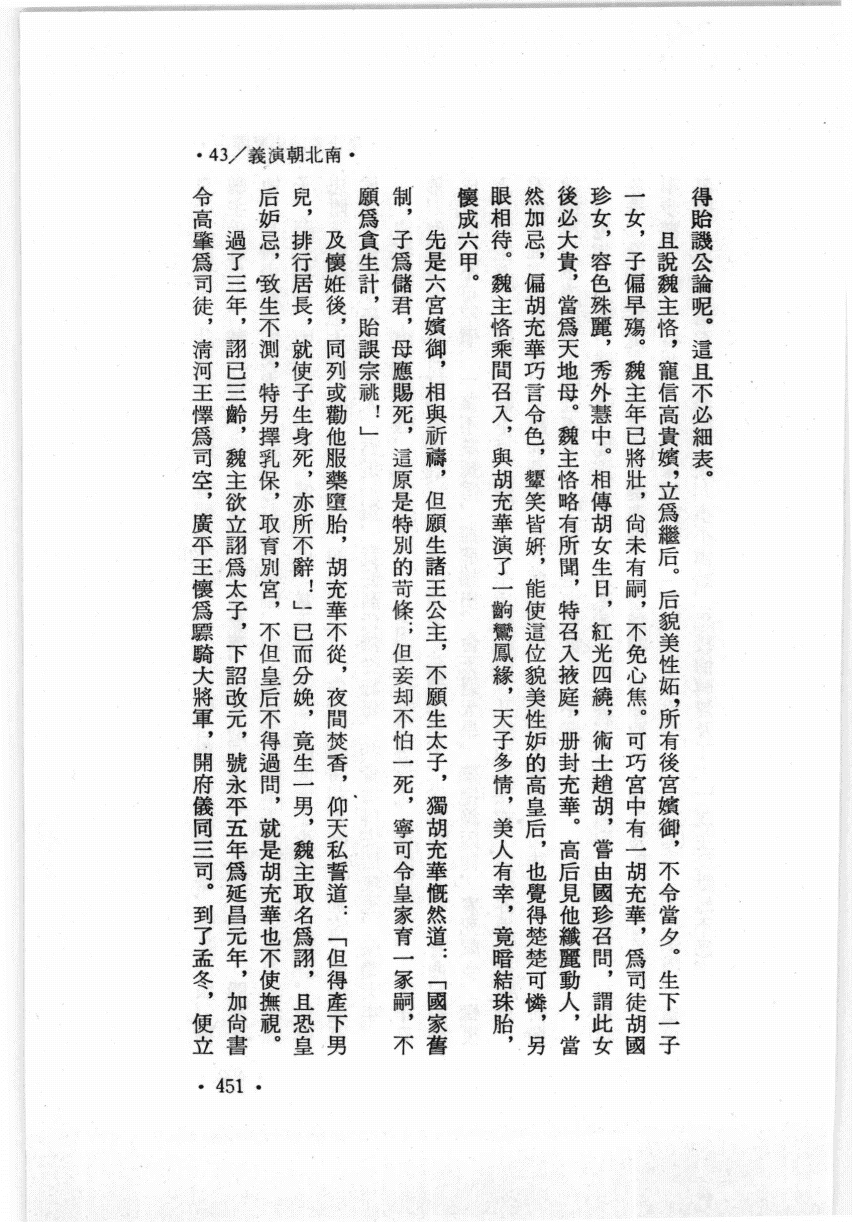 ·南北朝演義/43·
得貽譏公論呢。這且不必細表。
且說魏主恪，寵信高貴嬪，立爲繼后。后貌美性妬，所有後宮嬪御，不令當夕。生下一子
一女，子偏早殤。魏主年已將壯，尙未有嗣，不免心焦。可巧宮中有一胡充華，爲司徒胡國
珍女，容色殊麗，秀外慧中。相傳胡女生日，紅光四繞，術士趙胡，嘗由國珍召問，謂此女
後必大貴，當爲天地母。魏主恪略有所聞，特召入掖庭，册封充華。高后見他纖麗動人，當
然加忌，偏胡充華巧言令色，顰笑皆姸，能使這位貌美性妒的高皇后，也覺得楚楚可憐，另
眼相待。魏主恪乘間召入，與胡充華演了一齣鸞鳳緣，天子多情，美人有幸，竟暗結珠胎，
懷成六甲。
先是六宮嬪御，相與祈禱，但願生諸王公主，不願生太子，獨胡充華慨然道：「國家舊
制，子爲儲君，母應賜死，這原是特別的苛條；但妾却不怕一死，寧可令皇家育一冢嗣，不
願爲貪生計，貽誤宗祧！」
及懷姙後，同列或勸他服藥墮胎，胡充華不從，夜間焚香，仰天私誓道：「但得產下男
兒，排行居長，就使子生身死，亦所不辭！」已而分娩，竟生一男，魏主取名爲詡，且恐皇
后妒忌，致生不測，特另擇乳保，取育別宮，不但皇后不得過問，就是胡充華也不使撫視。
過了三年，詡已三齡，魏主欲立詡爲太子，下詔改元，號永平五年爲延昌元年，加尙書
令高肇爲司徒，淸河王懌爲司空，廣平王懷爲驃騎大將軍，開府儀同三司。到了孟冬，便立
·451·